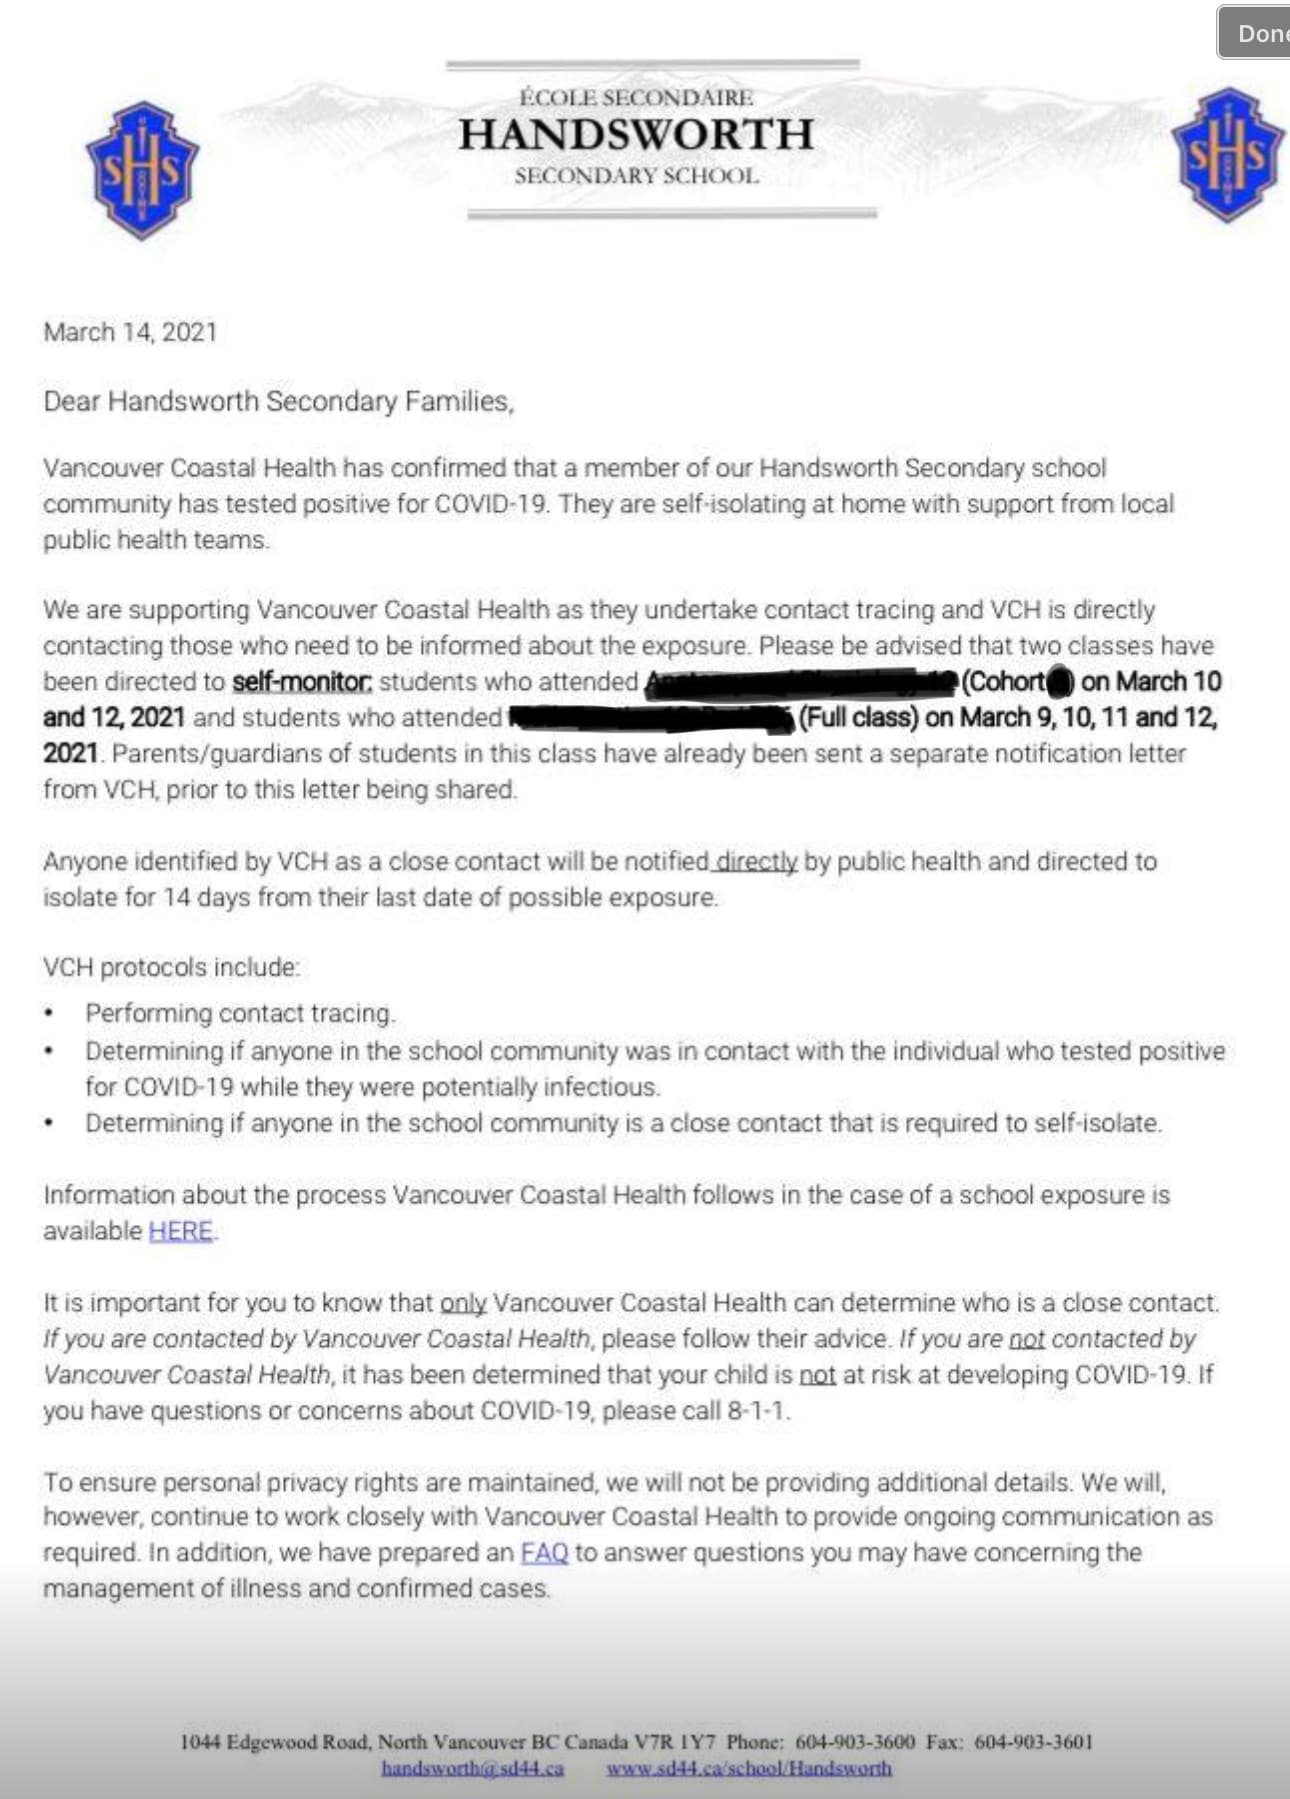 Done
ÉCOLE SECONDAIRE
HANDSWORTH
SECONDARY SCHOOL
SHS
SHS
March 14, 2021
Dear Handsworth Secondary Families,
Vancouver Coastal Health has confirmed that a member of our Handsworth Secondary school
community has tested positive for COVID-19. They are self-isolating at home with support from local
public health teams.
We are supporting Vancouver Coastal Health as they undertake contact tracing and VCH is directly
contacting those who need to be informed about the exposure. Please be advised that two classes have
been directed to self-monitor: students who attended (Cohort ) on March 10
and 12, 2021 and students who attended (Full class) on March 9, 10, 11 and 12,
2021. Parents/guardians of students in this class have already been sent a separate notification letter
from VCH, prior to this letter being shared.
Anyone identified by VCH as a close contact will be notified directly by public health and directed to
isolate for 14 days from their last date of possible exposure.
VCH protocols include:
• Performing contact tracing.
• Determining if anyone in the school community was in contact with the individual who tested positive
for COVID-19 while they were potentially infectious.
• Determining if anyone in the school community is a close contact that is required to self-isolate.
Information about the process Vancouver Coastal Health follows in the case of a school exposure is
available HERE.
It is important for you to know that only Vancouver Coastal Health can determine who is a close contact.
If you are contacted by Vancouver Coastal Health, please follow their advice. If you are not contacted by
Vancouver Coastal Health, it has been determined that your child is not at risk at developing COVID-19. If
you have questions or concerns about COVID-19, please call 8-1-1.
To ensure personal privacy rights are maintained, we will not be providing additional details. We will,
however, continue to work closely with Vancouver Coastal Health to provide ongoing communication as
required. In addition, we have prepared an FAQ to answer questions you may have concerning the
management of illness and confirmed cases.
1044 Edgewood Road, North Vancouver BC Canada V7R 1Y7 Phone: 604-903-3600 Fax: 604-903-3601
handsworth@sd44.ca www.sd44.ca/school/Handsworth